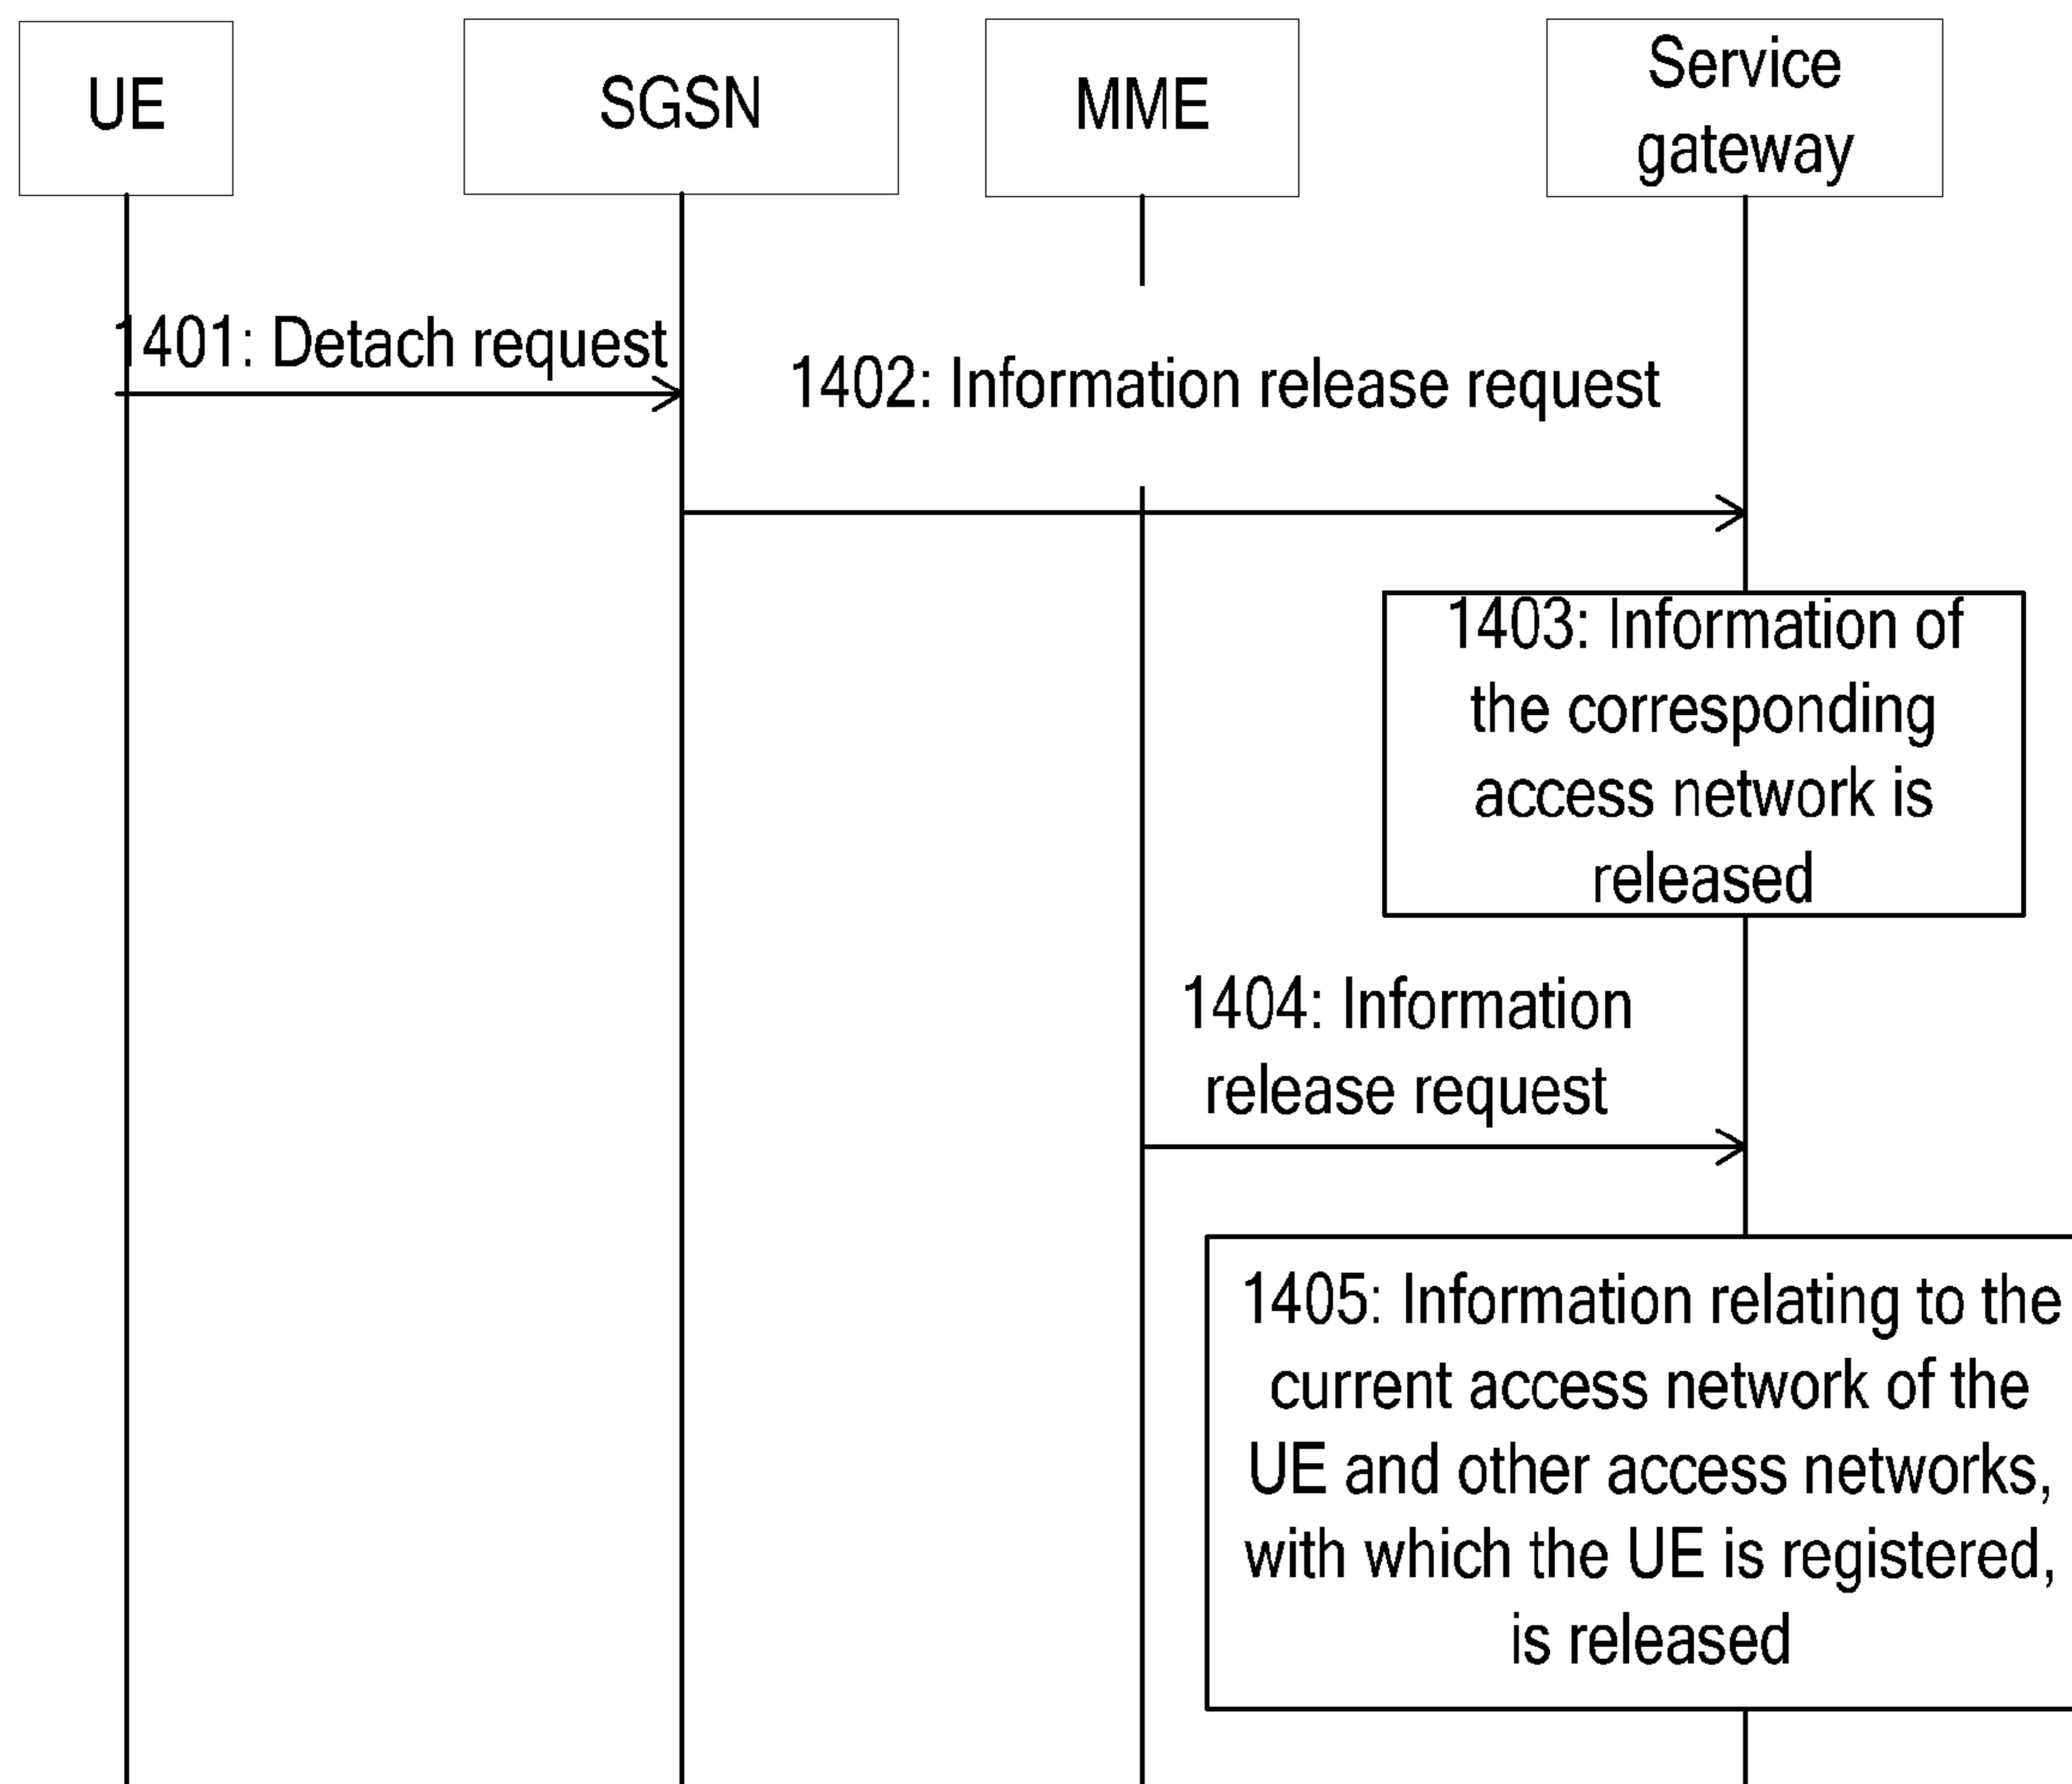 UE
SGSN
MME
Service
gateway
1401: Detach request
1402: Information release request
1403: Information of
the corresponding
access network is
released
1404: Information
release request
1405: Information relating to the
current access network of the
UE and other access networks,
with which the UE is registered,
is released